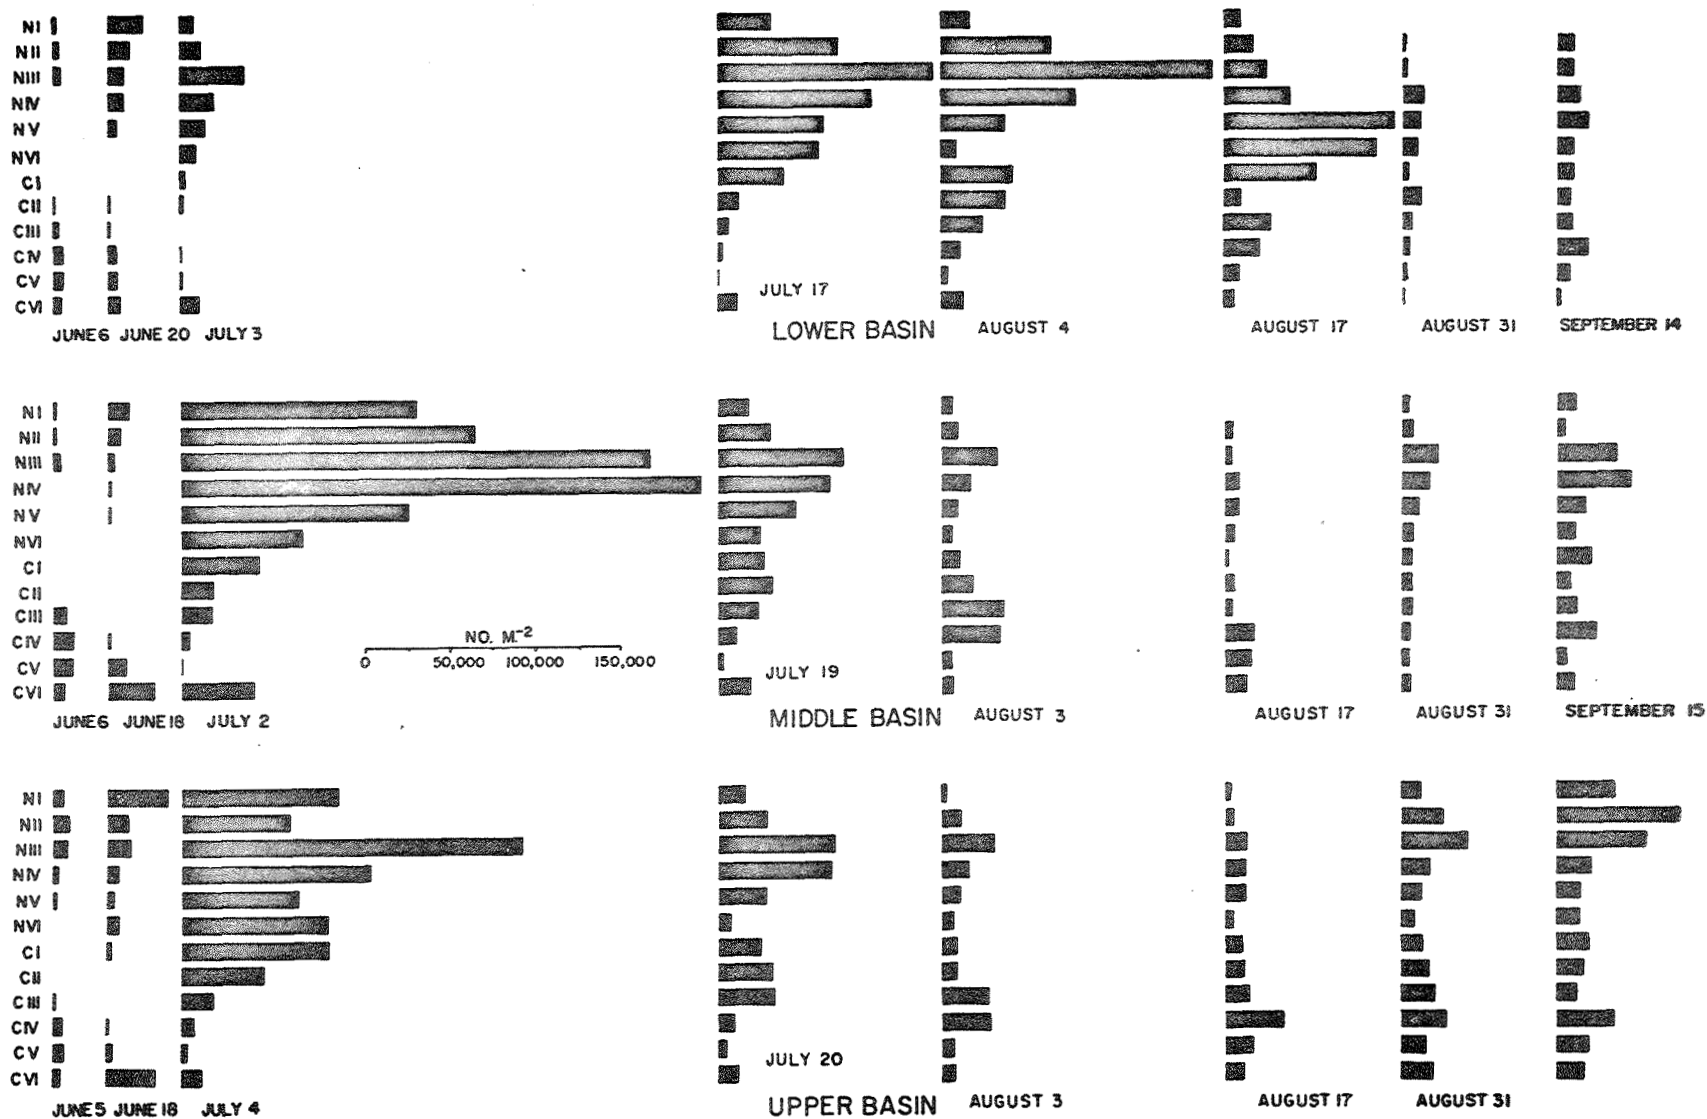 NI
NII
NIII
NIV
NV
NVI
CI
CII
CIII
CIV
CV
CVI
JULY 17
JUNE 6 JUNE 20 JULY 3
LOWER BASIN AUGUST 4 AUGUST 17 AUGUST 31 SEPTEMBER 14
NI
NII
NIII
NIV
NV
NVI
CI
CII
CIII
CIV
NO. M.⁻²
CV
0 50,000 100,000 150,000
JULY 19
CVI
JUNE 6 JUNE 18 JULY 2
MIDDLE BASIN AUGUST 3 AUGUST 17 AUGUST 31 SEPTEMBER 15
NI
NII
NIII
NIV
NV
NVI
CI
CII
CIII
CIV
CV
JULY 20
CVI
JUNE 5 JUNE 18 JULY 4
UPPER BASIN AUGUST 3 AUGUST 17 AUGUST 31